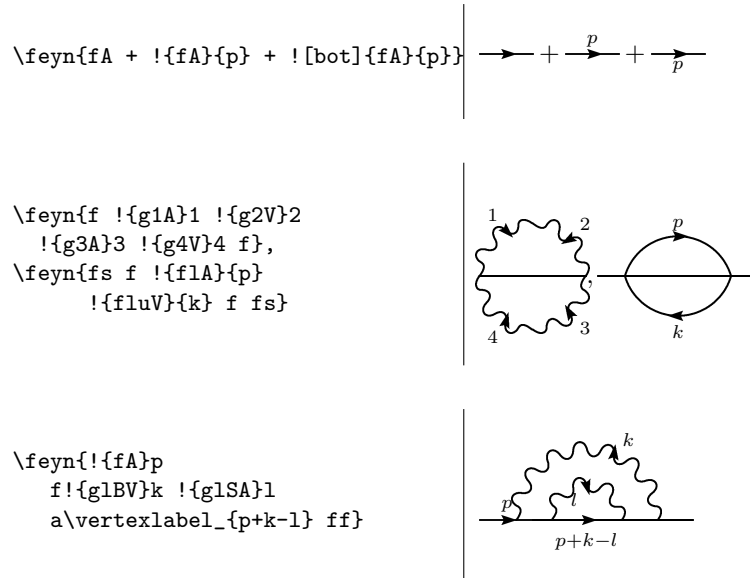 \feyn{fA + !{fA}{p} + ![bot]{fA}{p}}
+ p + p
\feyn{f !{g1A}1 !{g2V}2
!{g3A}3 !{g4V}4 f},
\feyn{fs f !{flA}{p}
!{fluV}{k} f fs}
1 2
4 3
,
p
k
\feyn{!{fA}p
f!{glBV}k !{glSA}l
a\vertexlabel_{p+k-l} ff}
k
l
p
p+k−l